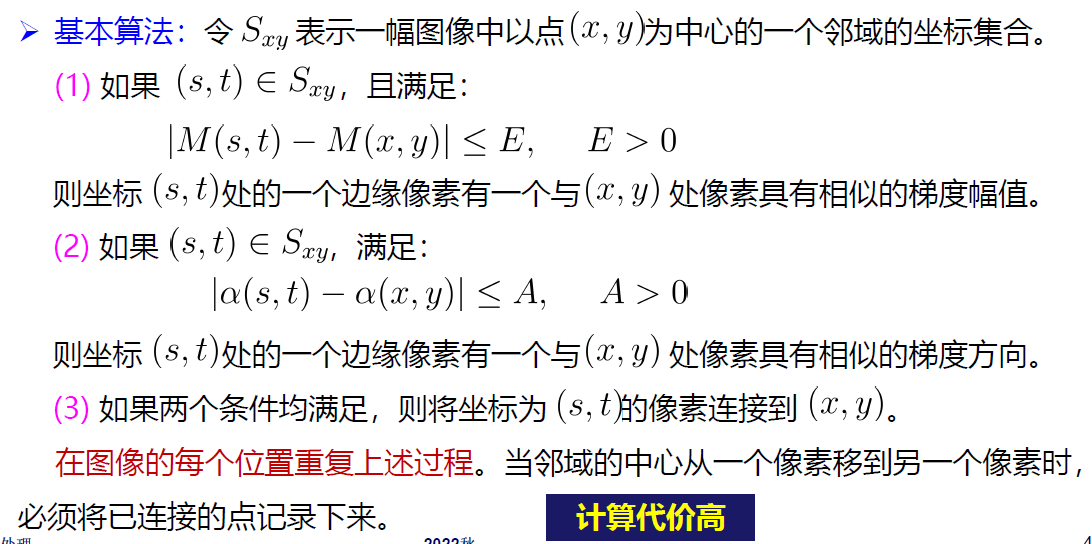 ➢ 基本算法：令 $S_{xy}$ 表示一幅图像中以点$(x, y)$为中心的一个邻域的坐标集合。
(1) 如果 $(s, t) \in S_{xy}$，且满足：
$|M(s, t) - M(x, y)| \leq E, \quad E > 0$
则坐标 $(s, t)$处的一个边缘像素有一个与$(x, y)$ 处像素具有相似的梯度幅值。
(2) 如果 $(s, t) \in S_{xy}$，满足：
$|\alpha(s, t) - \alpha(x, y)| \leq A, \quad A > 0$
则坐标 $(s, t)$处的一个边缘像素有一个与$(x, y)$ 处像素具有相似的梯度方向。
(3) 如果两个条件均满足，则将坐标为 $(s, t)$的像素连接到 $(x, y)$。
在图像的每个位置重复上述过程。当邻域的中心从一个像素移到另一个像素时，
必须将已连接的点记录下来。
计算代价高
处理 2022秋